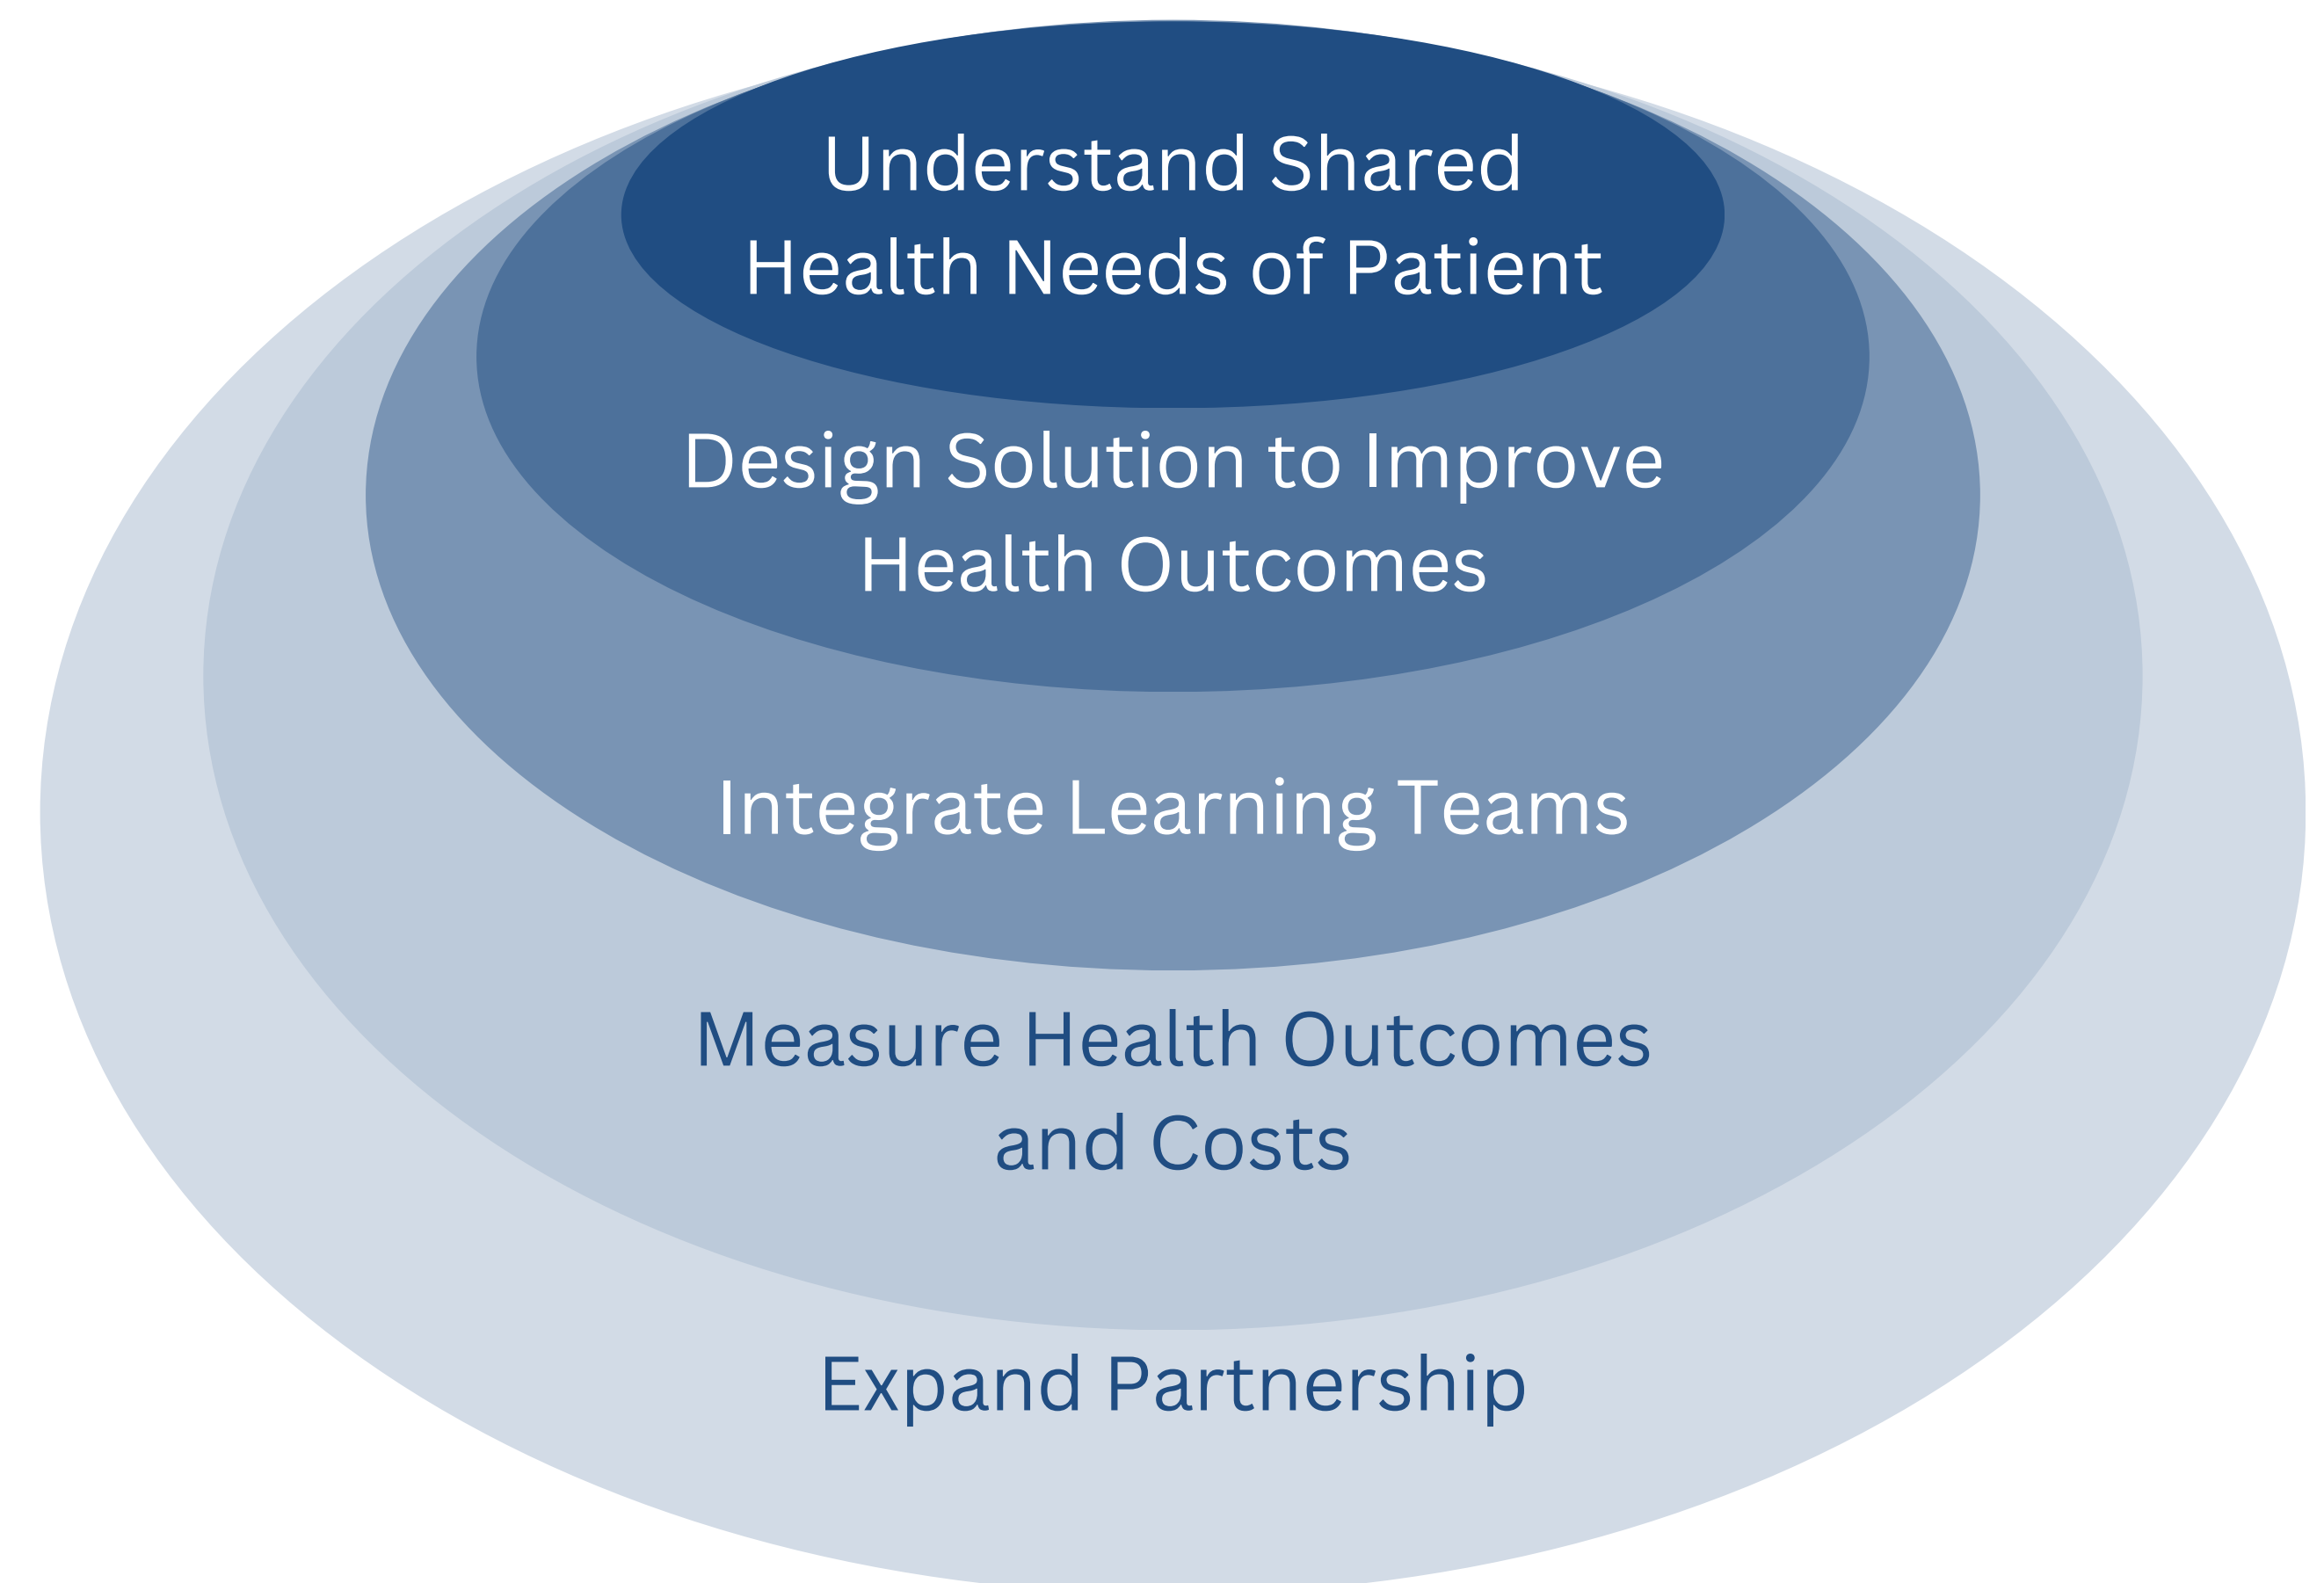 Understand Shared
Health Needs of Patient
Design Solution to Improve
Health Outcomes
Integrate Learning Teams
Measure Health Outcomes
and Costs
Expand Partnership